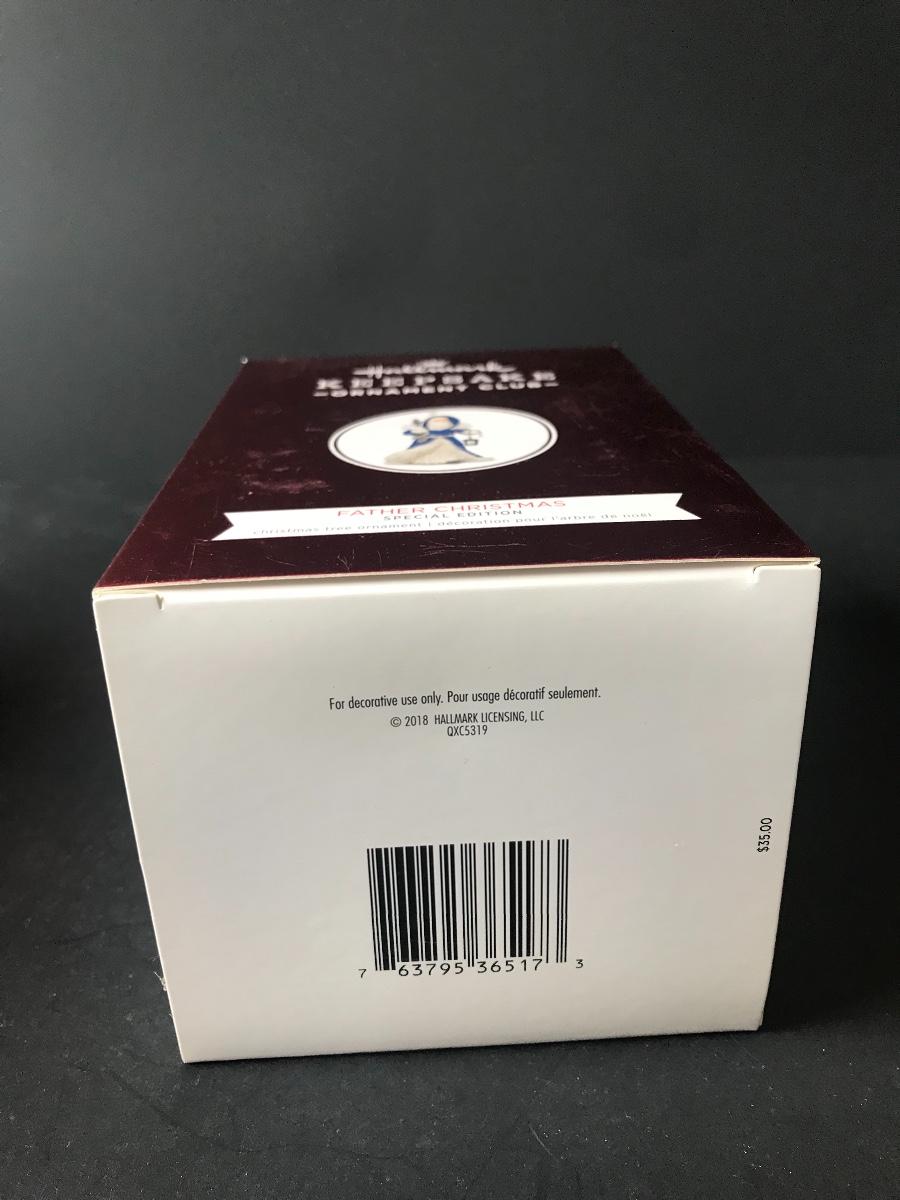 Hallmark
KEEPSAKE
ORNAMENT CLUB
FATHER CHRISTMAS
SPECIAL EDITION
christmas tree ornament | décoration pour l'arbre de noël
For decorative use only. Pour usage décoratif seulement.
© 2018 HALLMARK LICENSING, LLC
QXC5319
$35.00
7 63795 36517 3